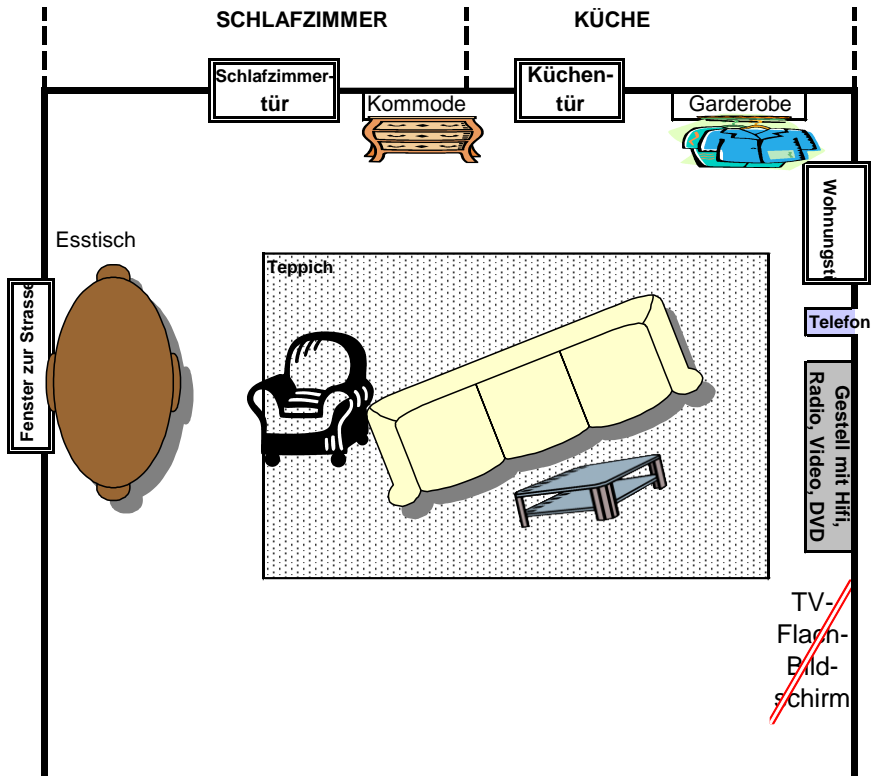 SCHLAFZIMMER
KÜCHE
Schlafzimmer-
tür
Kommode
Küchen-
tür
Garderobe
Wohnungstü
Esstisch
Teppich
Fenster zur Strasse
Telefon
Gestell mit Hifi,
Radio, Video, DVD
TV-
Flach-
Bild-
schirm